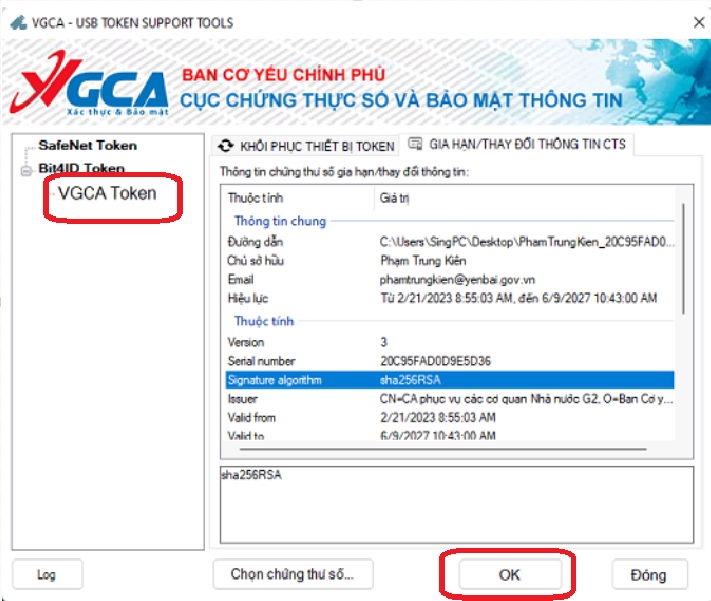 VGCA - USB TOKEN SUPPORT TOOLS
VGCA
Xác thực & Bảo mật
BAN CƠ YẾU CHÍNH PHỦ
CỤC CHỨNG THỰC SỐ VÀ BẢO MẬT THÔNG TIN
SafeNet Token
Bit4ID Token
VGCA Token
KHÔI PHỤC THIẾT BỊ TOKEN
GIA HẠN/THAY ĐỔI THÔNG TIN CTS
Thông tin chứng thư số gia hạn/thay đổi thông tin:
Thuộc tính Giá trị
Thông tin chung
Đường dẫn C:\Users\SingPC\Desktop\PhamTrungKien_20C95FAD0...
Chủ sở hữu Phạm Trung Kiên
Email phamtrungkien@yenbai.gov.vn
Hiệu lực Từ 2/21/2023 8:55:03 AM, đến 6/9/2027 10:43:00 AM
Thuộc tính
Version 3
Serial number 20C95FAD0D9E5D36
Signature algorithm sha256RSA
Issuer CN=CA phục vụ các cơ quan Nhà nước G2, O=Ban Cơ y...
Valid from 2/21/2023 8:55:03 AM
Valid to 6/9/2027 10:43:00 AM
sha256RSA
Log
Chọn chứng thư số...
OK
Đóng